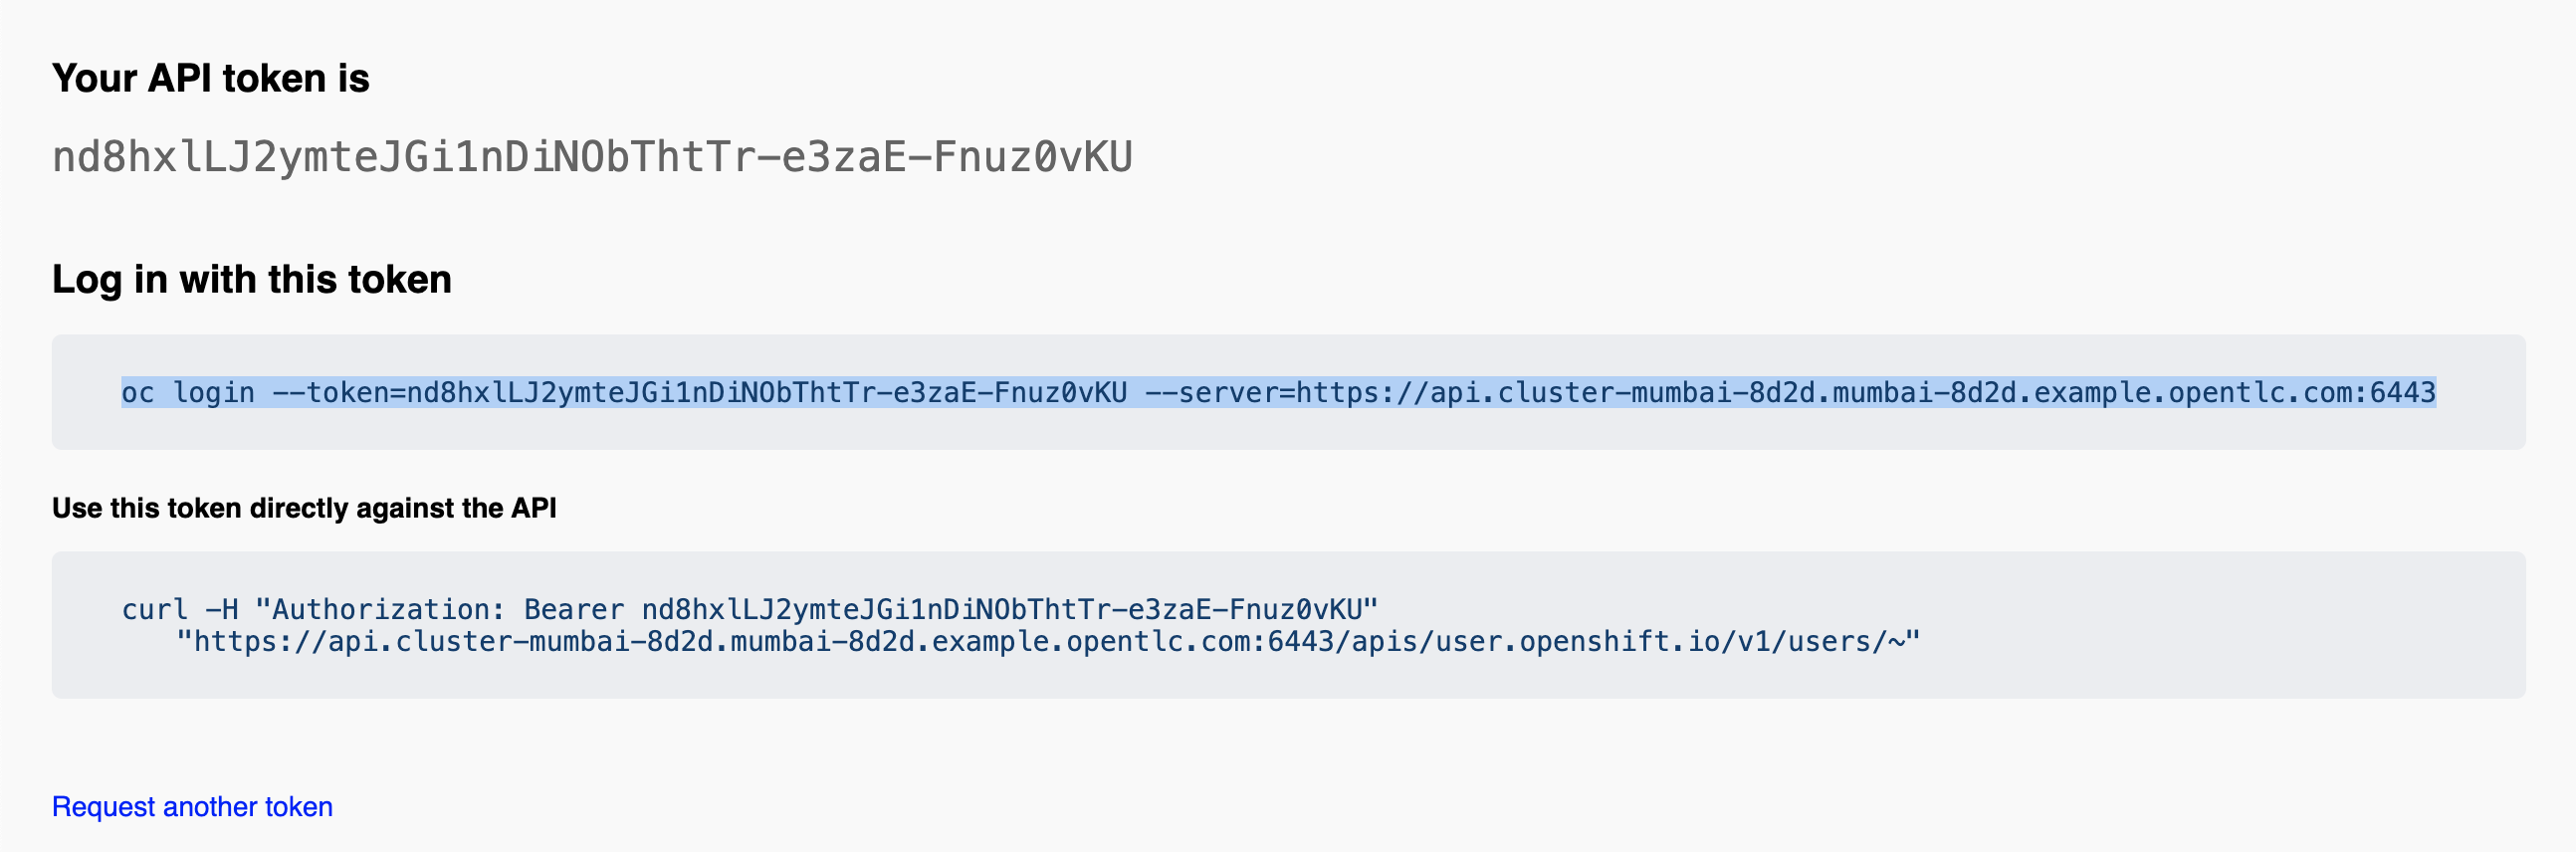 Your API token is
nd8hxlLJ2ymteJGi1nDiNObThtTr-e3zaE-Fnuz0vKU
Log in with this token
oc login --token=nd8hxlLJ2ymteJGi1nDiNObThtTr-e3zaE-Fnuz0vKU --server=https://api.cluster-mumbai-8d2d.mumbai-8d2d.example.opentlc.com:6443
Use this token directly against the API
curl -H "Authorization: Bearer nd8hxlLJ2ymteJGi1nDiNObThtTr-e3zaE-Fnuz0vKU"
"https://api.cluster-mumbai-8d2d.mumbai-8d2d.example.opentlc.com:6443/apis/user.openshift.io/v1/users/~"
Request another token